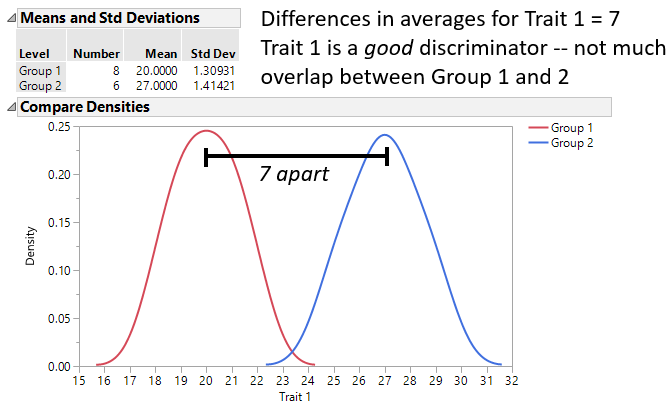 Means and Std Deviations
Differences in averages for Trait 1 = 7
Trait 1 is a good discriminator -- not much
overlap between Group 1 and 2
Level Number Mean Std Dev
Group 1 8 20.0000 1.30931
Group 2 6 27.0000 1.41421
Compare Densities
Group 1
Group 2
7 apart
Density
0.25
0.20
0.15
0.10
0.05
0.00
15 16 17 18 19 20 21 22 23 24 25 26 27 28 29 30 31 32
Trait 1